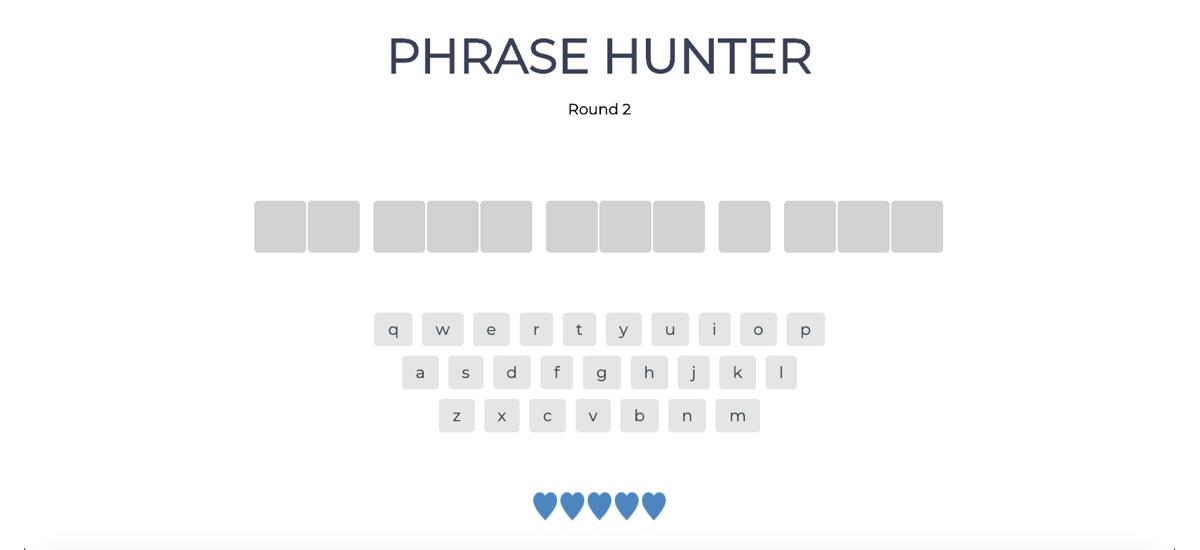 PHRASE HUNTER
Round 2
q w e r t y u i o p
a s d f g h j k l
z x c v b n m